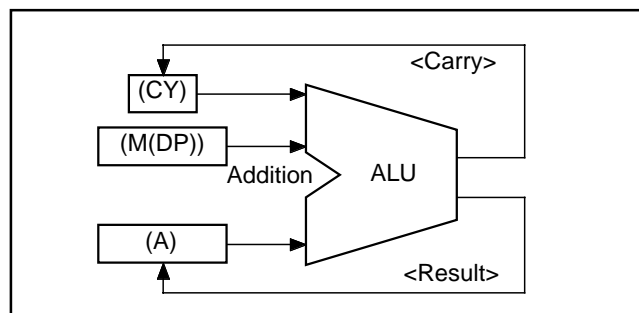 <Carry>
(CY)
(M(DP))
Addition
ALU
(A)
<Result>